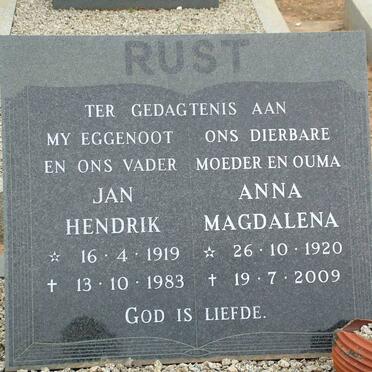 RUST
TER GEDAGTENIS AAN
MY EGGENOOT
EN ONS VADER
JAN
HENDRIK
☆ 16 · 4 · 1919
✝ 13 · 10 · 1983
ONS DIERBARE
MOEDER EN OUMA
ANNA
MAGDALENA
☆ 26 · 10 · 1920
✝ 19 · 7 · 2009
GOD IS LIEFDE.